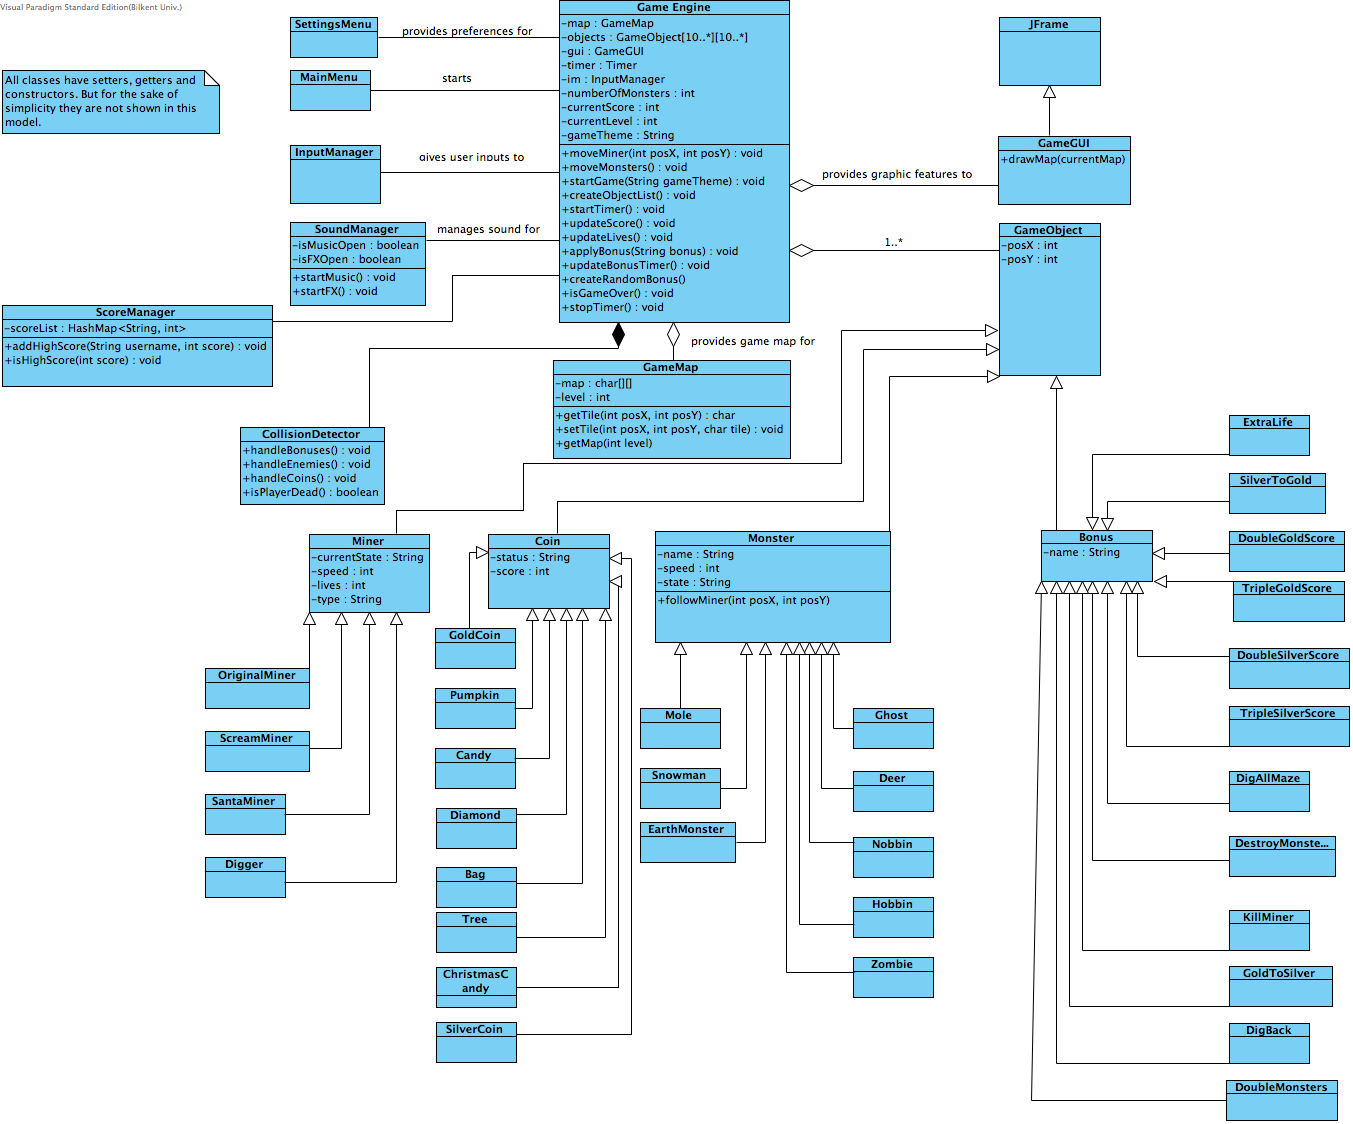 Visual Paradigm Standard Edition(Bilkent Univ.)
All classes have setters, getters and
constructors. But for the sake of
simplicity they are not shown in this
model.
SettingsMenu
provides preferences for
MainMenu
starts
InputManager
gives user inputs to
SoundManager
-isMusicOpen : boolean
-isFXOpen : boolean
+startMusic() : void
+startFX() : void
manages sound for
ScoreManager
-scoreList : HashMap<String, int>
+addHighScore(String username, int score) : void
+isHighScore(int score) : void
Game Engine
-map : GameMap
-objects : GameObject[10..*][10..*]
-gui : GameGUI
-timer : Timer
-im : InputManager
-numberOfMonsters : int
-currentScore : int
-currentLevel : int
-gameTheme : String
+moveMiner(int posX, int posY) : void
+moveMonsters() : void
+startGame(String gameTheme) : void
+createObjectList() : void
+startTimer() : void
+updateScore() : void
+updateLives() : void
+applyBonus(String bonus) : void
+updateBonusTimer() : void
+createRandomBonus()
+isGameOver() : void
+stopTimer() : void
JFrame
GameGUI
+drawMap(currentMap)
provides graphic features to
1..*
GameObject
-posX : int
-posY : int
provides game map for
GameMap
-map : char[][]
-level : int
+getTile(int posX, int posY) : char
+setTile(int posX, int posY, char tile) : void
+getMap(int level)
CollisionDetector
+handleBonuses() : void
+handleEnemies() : void
+handleCoins() : void
+isPlayerDead() : boolean
Miner
-currentState : String
-speed : int
-lives : int
-type : String
OriginalMiner
ScreamMiner
SantaMiner
Digger
Coin
-status : String
-score : int
GoldCoin
Pumpkin
Candy
Diamond
Bag
Tree
ChristmasC
andy
SilverCoin
Monster
-name : String
-speed : int
-state : String
+followMiner(int posX, int posY)
Mole
Snowman
EarthMonster
Ghost
Deer
Nobbin
Hobbin
Zombie
Bonus
-name : String
ExtraLife
SilverToGold
DoubleGoldScore
TripleGoldScore
DoubleSilverScore
TripleSilverScore
DigAllMaze
DestroyMonste...
KillMiner
GoldToSilver
DigBack
DoubleMonsters